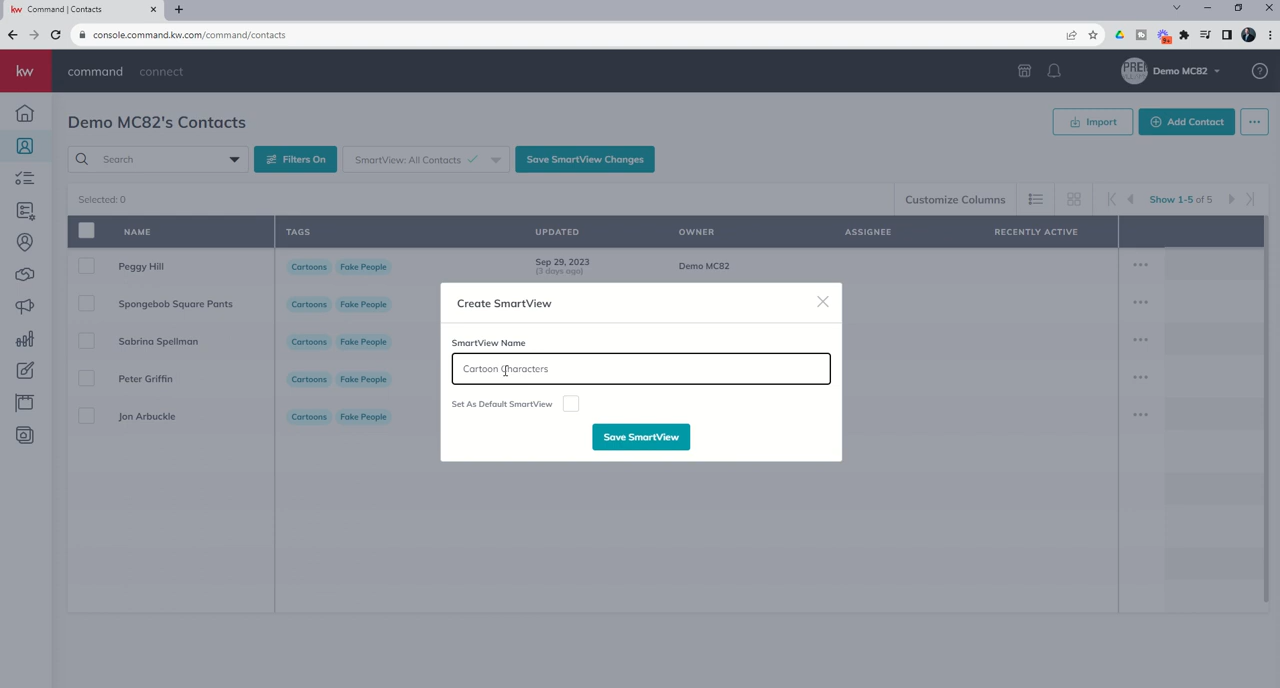 kw Command | Contacts
console.command.kw.com/command/contacts
9+
kw command connect
PREI Demo MC82
Demo MC82's Contacts
Import
Add Contact
Search
Filters On
SmartView: All Contacts
Save SmartView Changes
Selected: 0
Customize Columns
Show 1-5 of 5
NAME TAGS UPDATED OWNER ASSIGNEE RECENTLY ACTIVE
Peggy Hill Cartoons Fake People Sep 29, 2023 Demo MC82
(3 days ago)
Spongebob Square Pants Cartoons Fake People
Sabrina Spellman Cartoons Fake People
Peter Griffin Cartoons Fake People
Jon Arbuckle Cartoons Fake People
Create SmartView
SmartView Name
Cartoon Characters
Set As Default SmartView
Save SmartView